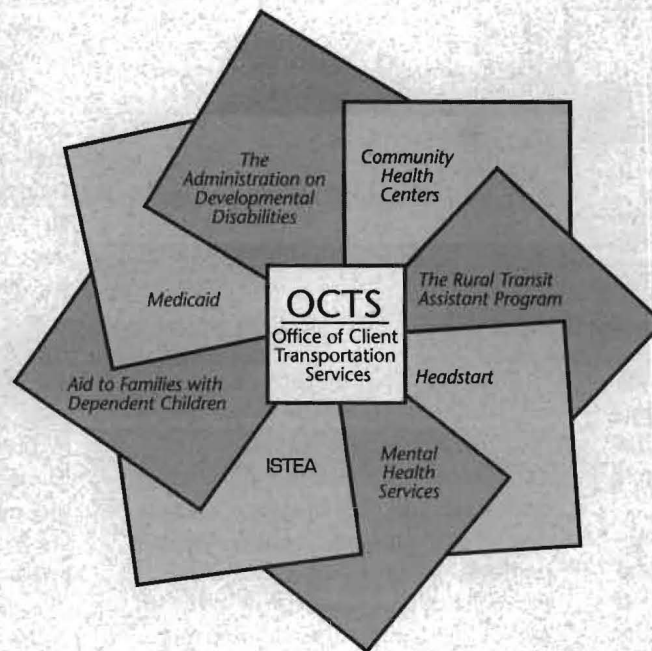 The
Administration on
Developmental
Disabilities
Community
Health
Centers
The Rural Transit
Assistant Program
Medicaid
OCTS
Office of Client
Transportation
Services
Headstart
Aid to Families with
Dependent Children
ISTEA
Mental
Health
Services